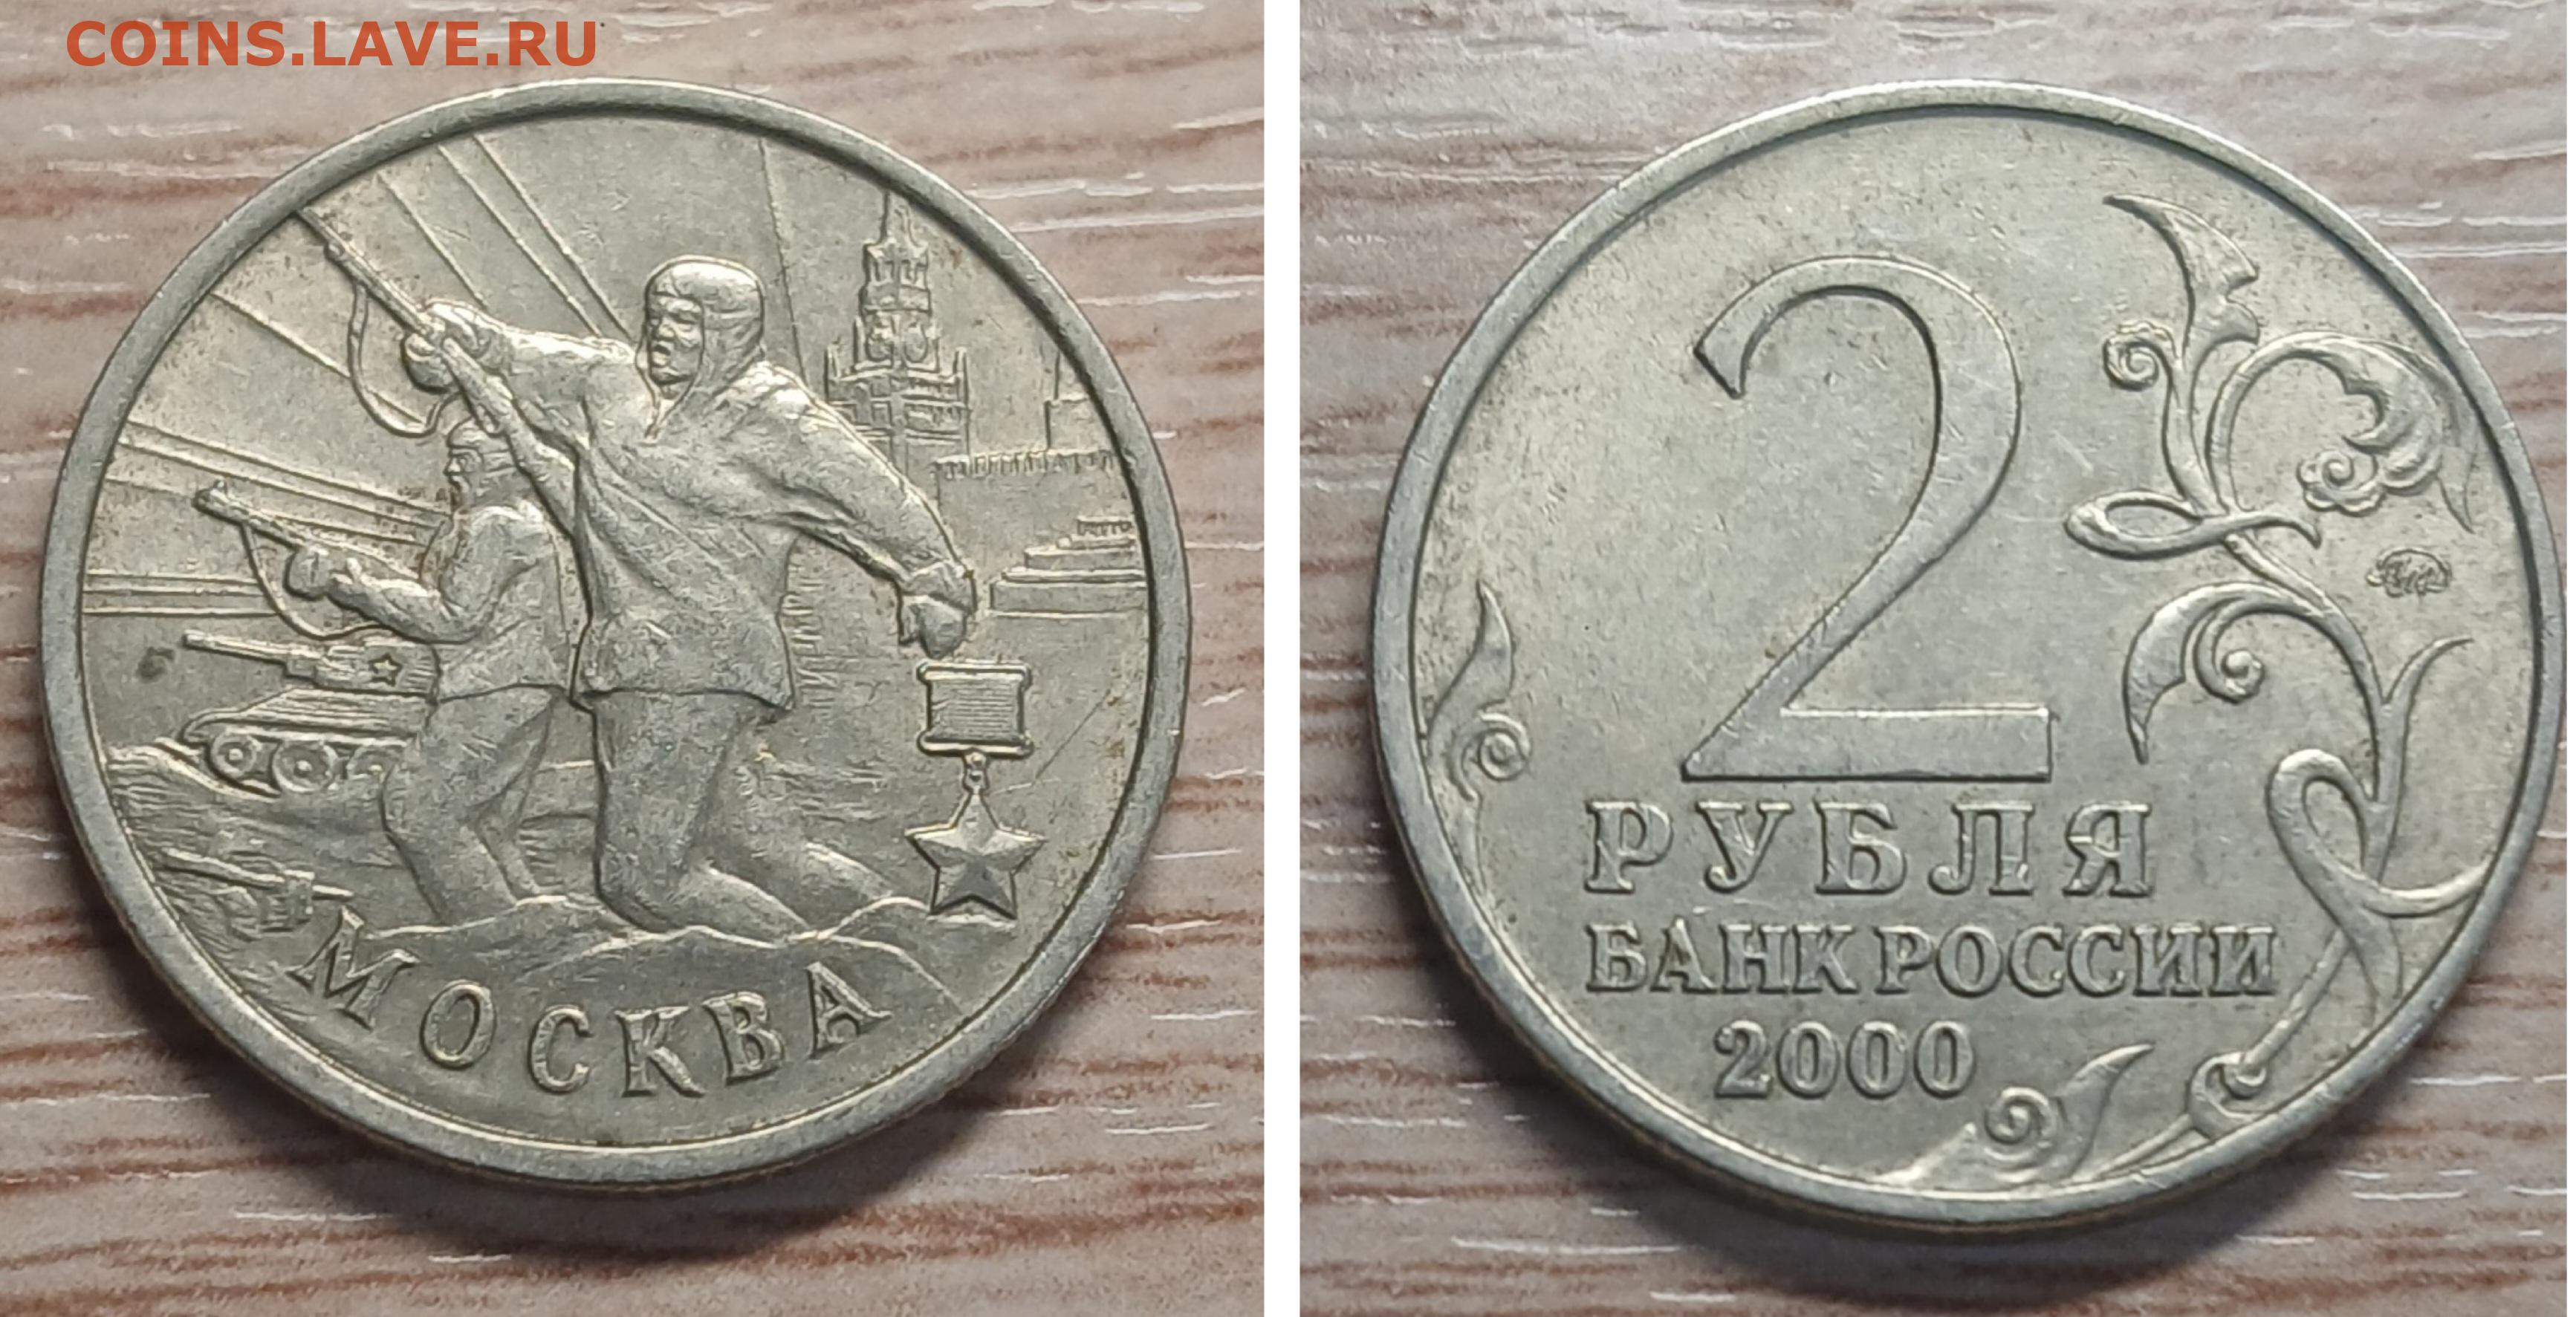 COINS.LAVE.RU
МОСКВА
2
РУБЛЯ
БАНК РОССИИ
2000